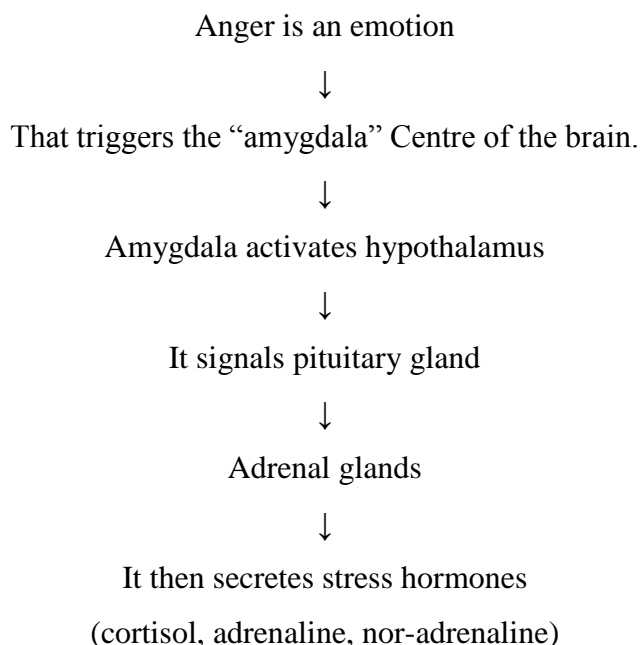 Anger is an emotion
↓
That triggers the “amygdala” Centre of the brain.
↓
Amygdala activates hypothalamus
↓
It signals pituitary gland
↓
Adrenal glands
↓
It then secretes stress hormones
(cortisol, adrenaline, nor-adrenaline)